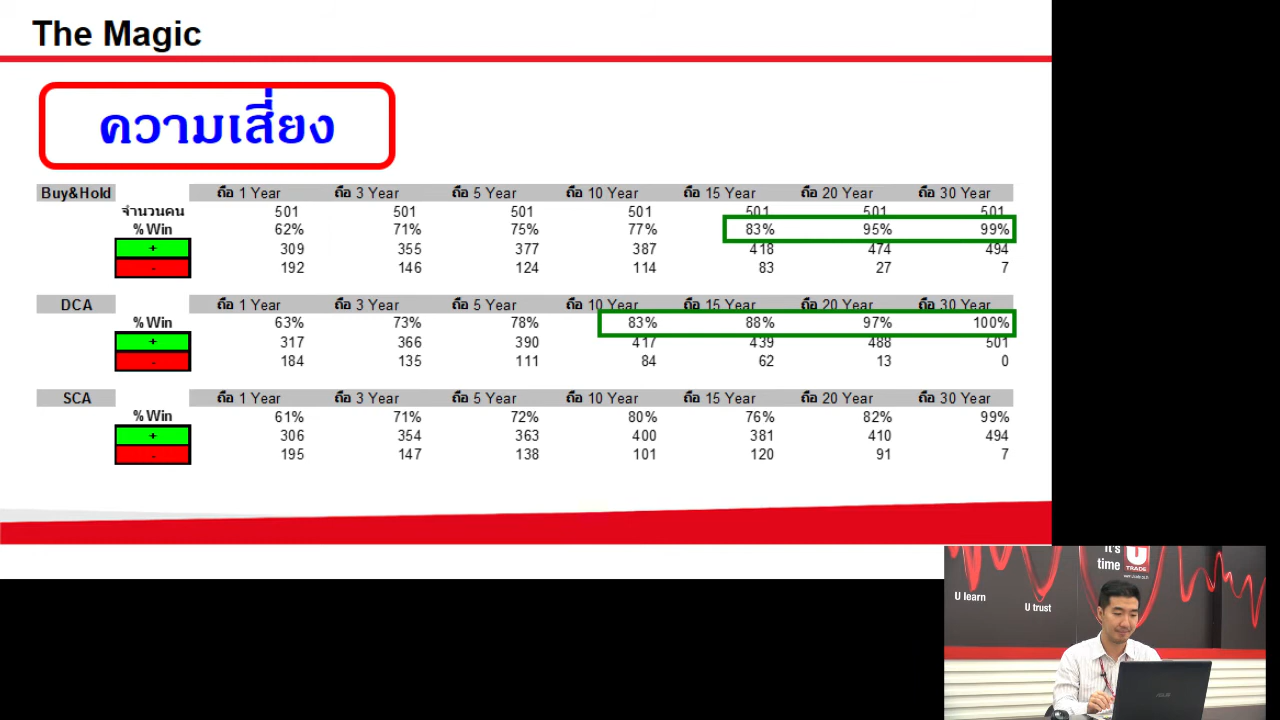 The Magic
ความเสี่ยง
Buy&Hold ถือ 1 Year ถือ 3 Year ถือ 5 Year ถือ 10 Year ถือ 15 Year ถือ 20 Year ถือ 30 Year
จำนวนคน 501 501 501 501 501 501 501
% Win 62% 71% 75% 77% 83% 95% 99%
+ 309 355 377 387 418 474 494
- 192 146 124 114 83 27 7
DCA ถือ 1 Year ถือ 3 Year ถือ 5 Year ถือ 10 Year ถือ 15 Year ถือ 20 Year ถือ 30 Year
% Win 63% 73% 78% 83% 88% 97% 100%
+ 317 366 390 417 439 488 501
- 184 135 111 84 62 13 0
SCA ถือ 1 Year ถือ 3 Year ถือ 5 Year ถือ 10 Year ถือ 15 Year ถือ 20 Year ถือ 30 Year
% Win 61% 71% 72% 80% 76% 82% 99%
+ 306 354 363 400 381 410 494
- 195 147 138 101 120 91 7
It's time
U TRADE
U learn
U trust
ASUS